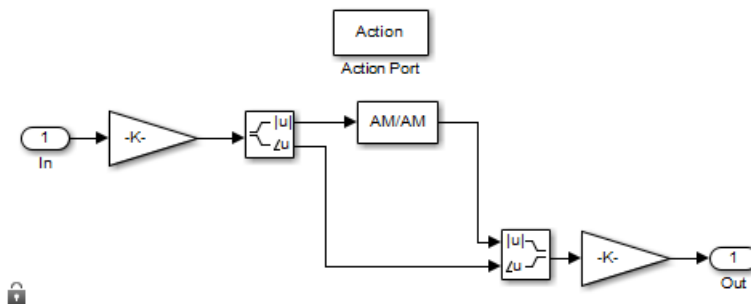 Action
Action Port
1
In
-K-
|u|
∠u
AM/AM
|u|
∠u
-K-
1
Out